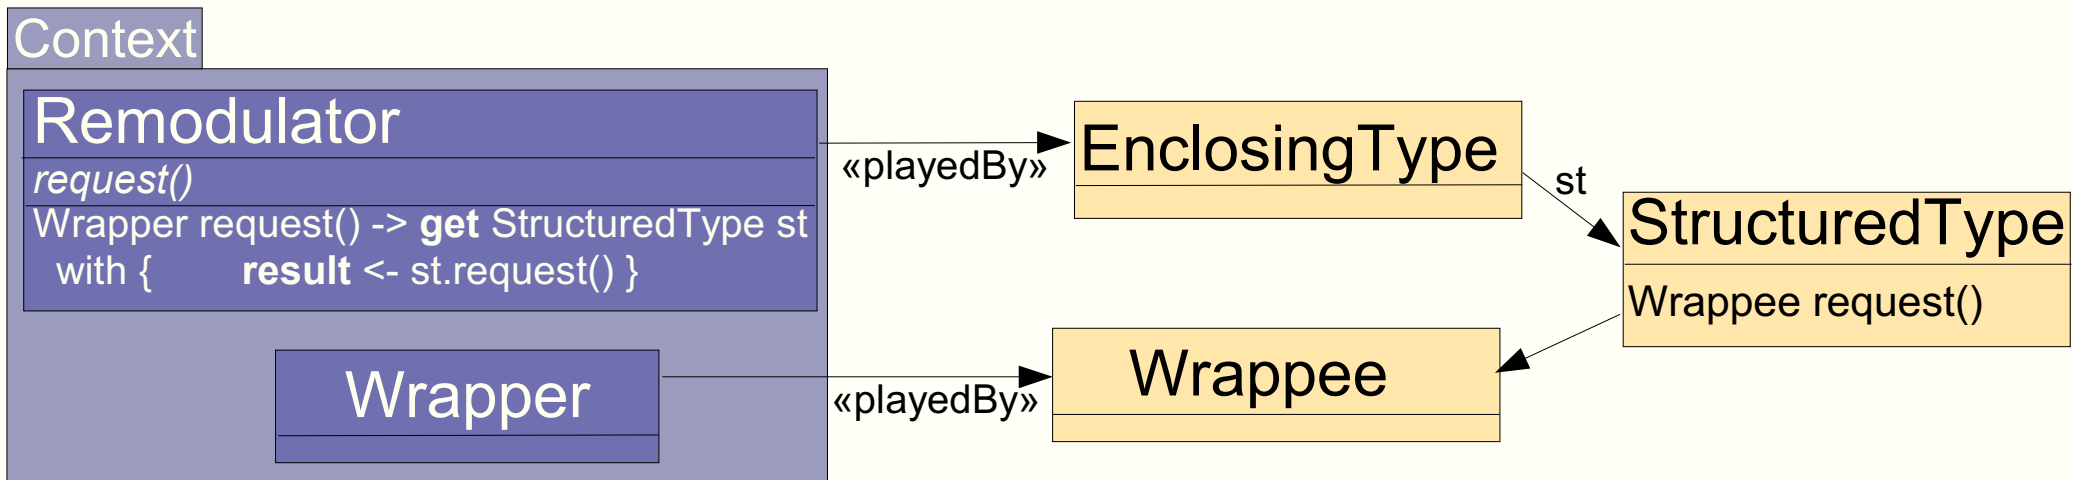 Context
Remodulator
request()
Wrapper request() -> get StructuredType st
with { result <- st.request() }
Wrapper
«playedBy»
«playedBy»
EnclosingType
st
StructuredType
Wrappee request()
Wrappee